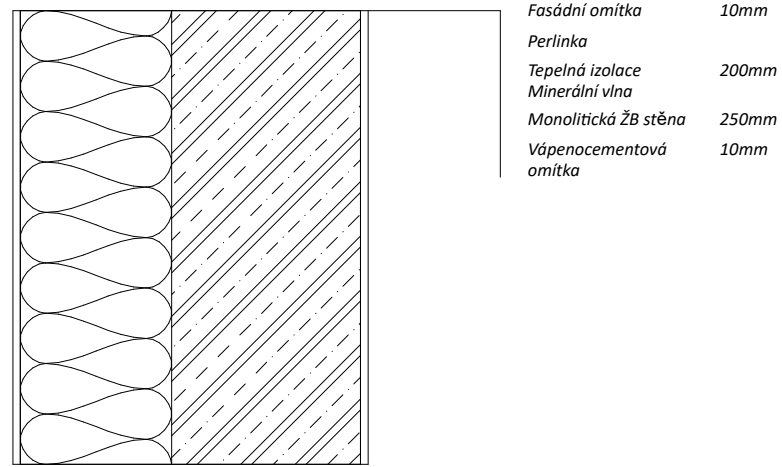 Fasádní omítka 10mm
Perlinka
Tepelná izolace 200mm
Minerální vlna
Monolitická ŽB stěna 250mm
Vápenocementová 10mm
omítka